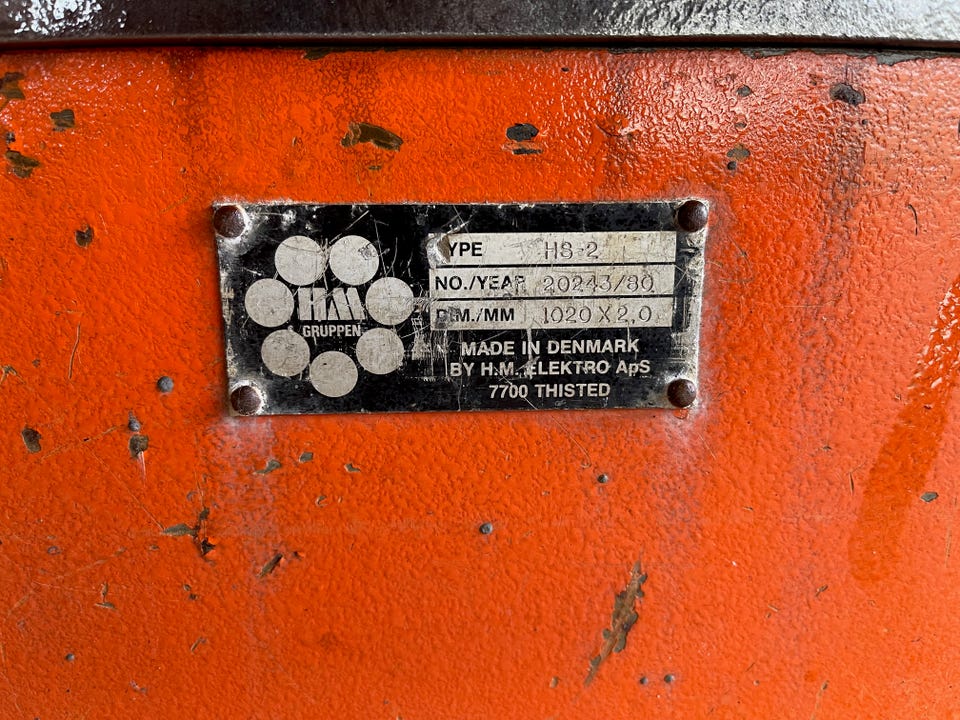 HM
GRUPPEN
TYPE HS-2
NO./YEAR 20243/80
DIM./MM 1020 X 2,0
MADE IN DENMARK
BY H.M. ELEKTRO ApS
7700 THISTED